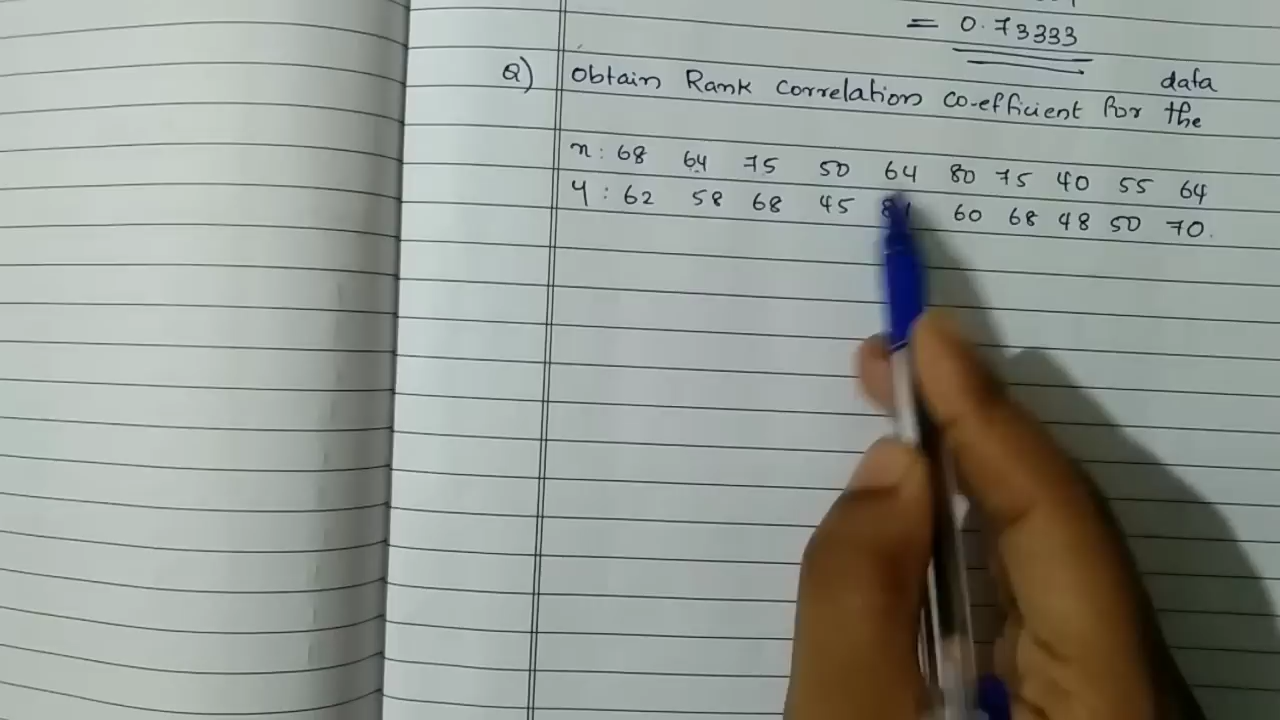 = 0.73333
Q) Obtain Rank Correlation co-efficient for the data
x : 68 64 75 50 64 80 75 40 55 64
y : 62 58 68 45 60 68 48 50 70.